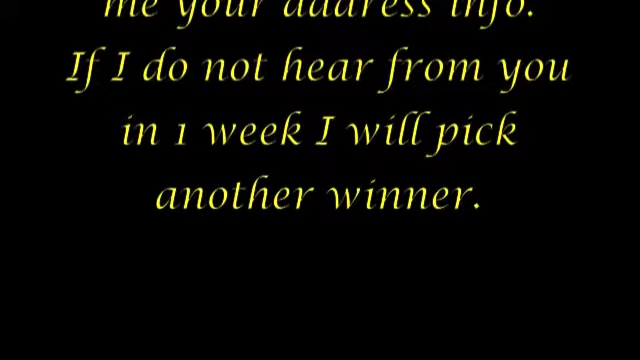 me your address info.
If I do not hear from you
in 1 week I will pick
another winner.